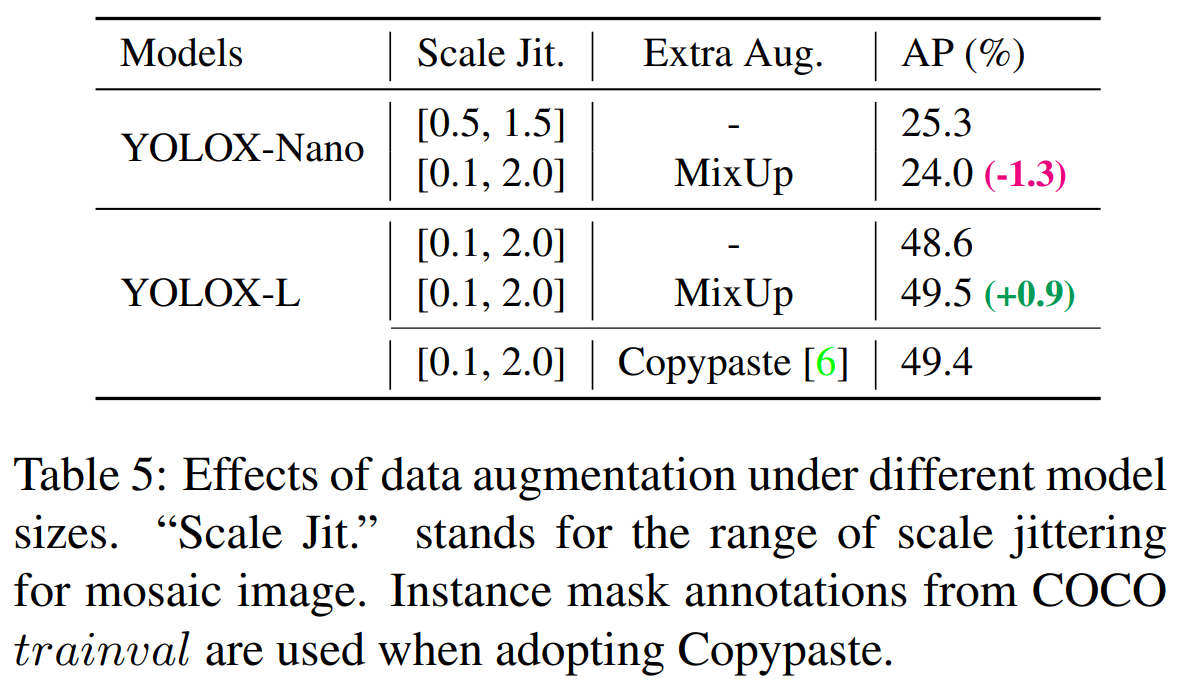 Models Scale Jit. Extra Aug. AP (%)
YOLOX-Nano [0.5, 1.5] - 25.3
[0.1, 2.0] MixUp 24.0 (-1.3)
YOLOX-L [0.1, 2.0] - 48.6
[0.1, 2.0] MixUp 49.5 (+0.9)
[0.1, 2.0] Copypaste [6] 49.4
Table 5: Effects of data augmentation under different model
sizes. “Scale Jit.” stands for the range of scale jittering
for mosaic image. Instance mask annotations from COCO
trainval are used when adopting Copypaste.